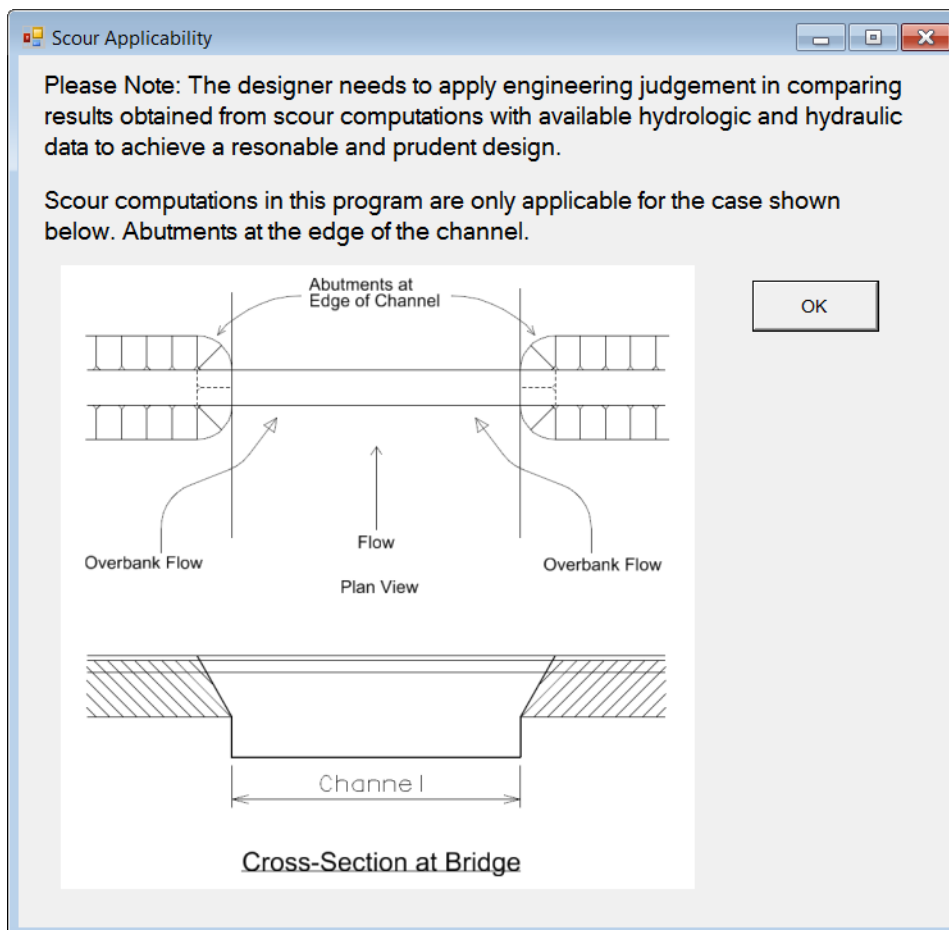 Scour Applicability
Please Note: The designer needs to apply engineering judgement in comparing
results obtained from scour computations with available hydrologic and hydraulic
data to achieve a resonable and prudent design.
Scour computations in this program are only applicable for the case shown
below. Abutments at the edge of the channel.
OK
Abutments at
Edge of Channel
Flow
Overbank Flow
Overbank Flow
Plan View
Channel
Cross-Section at Bridge